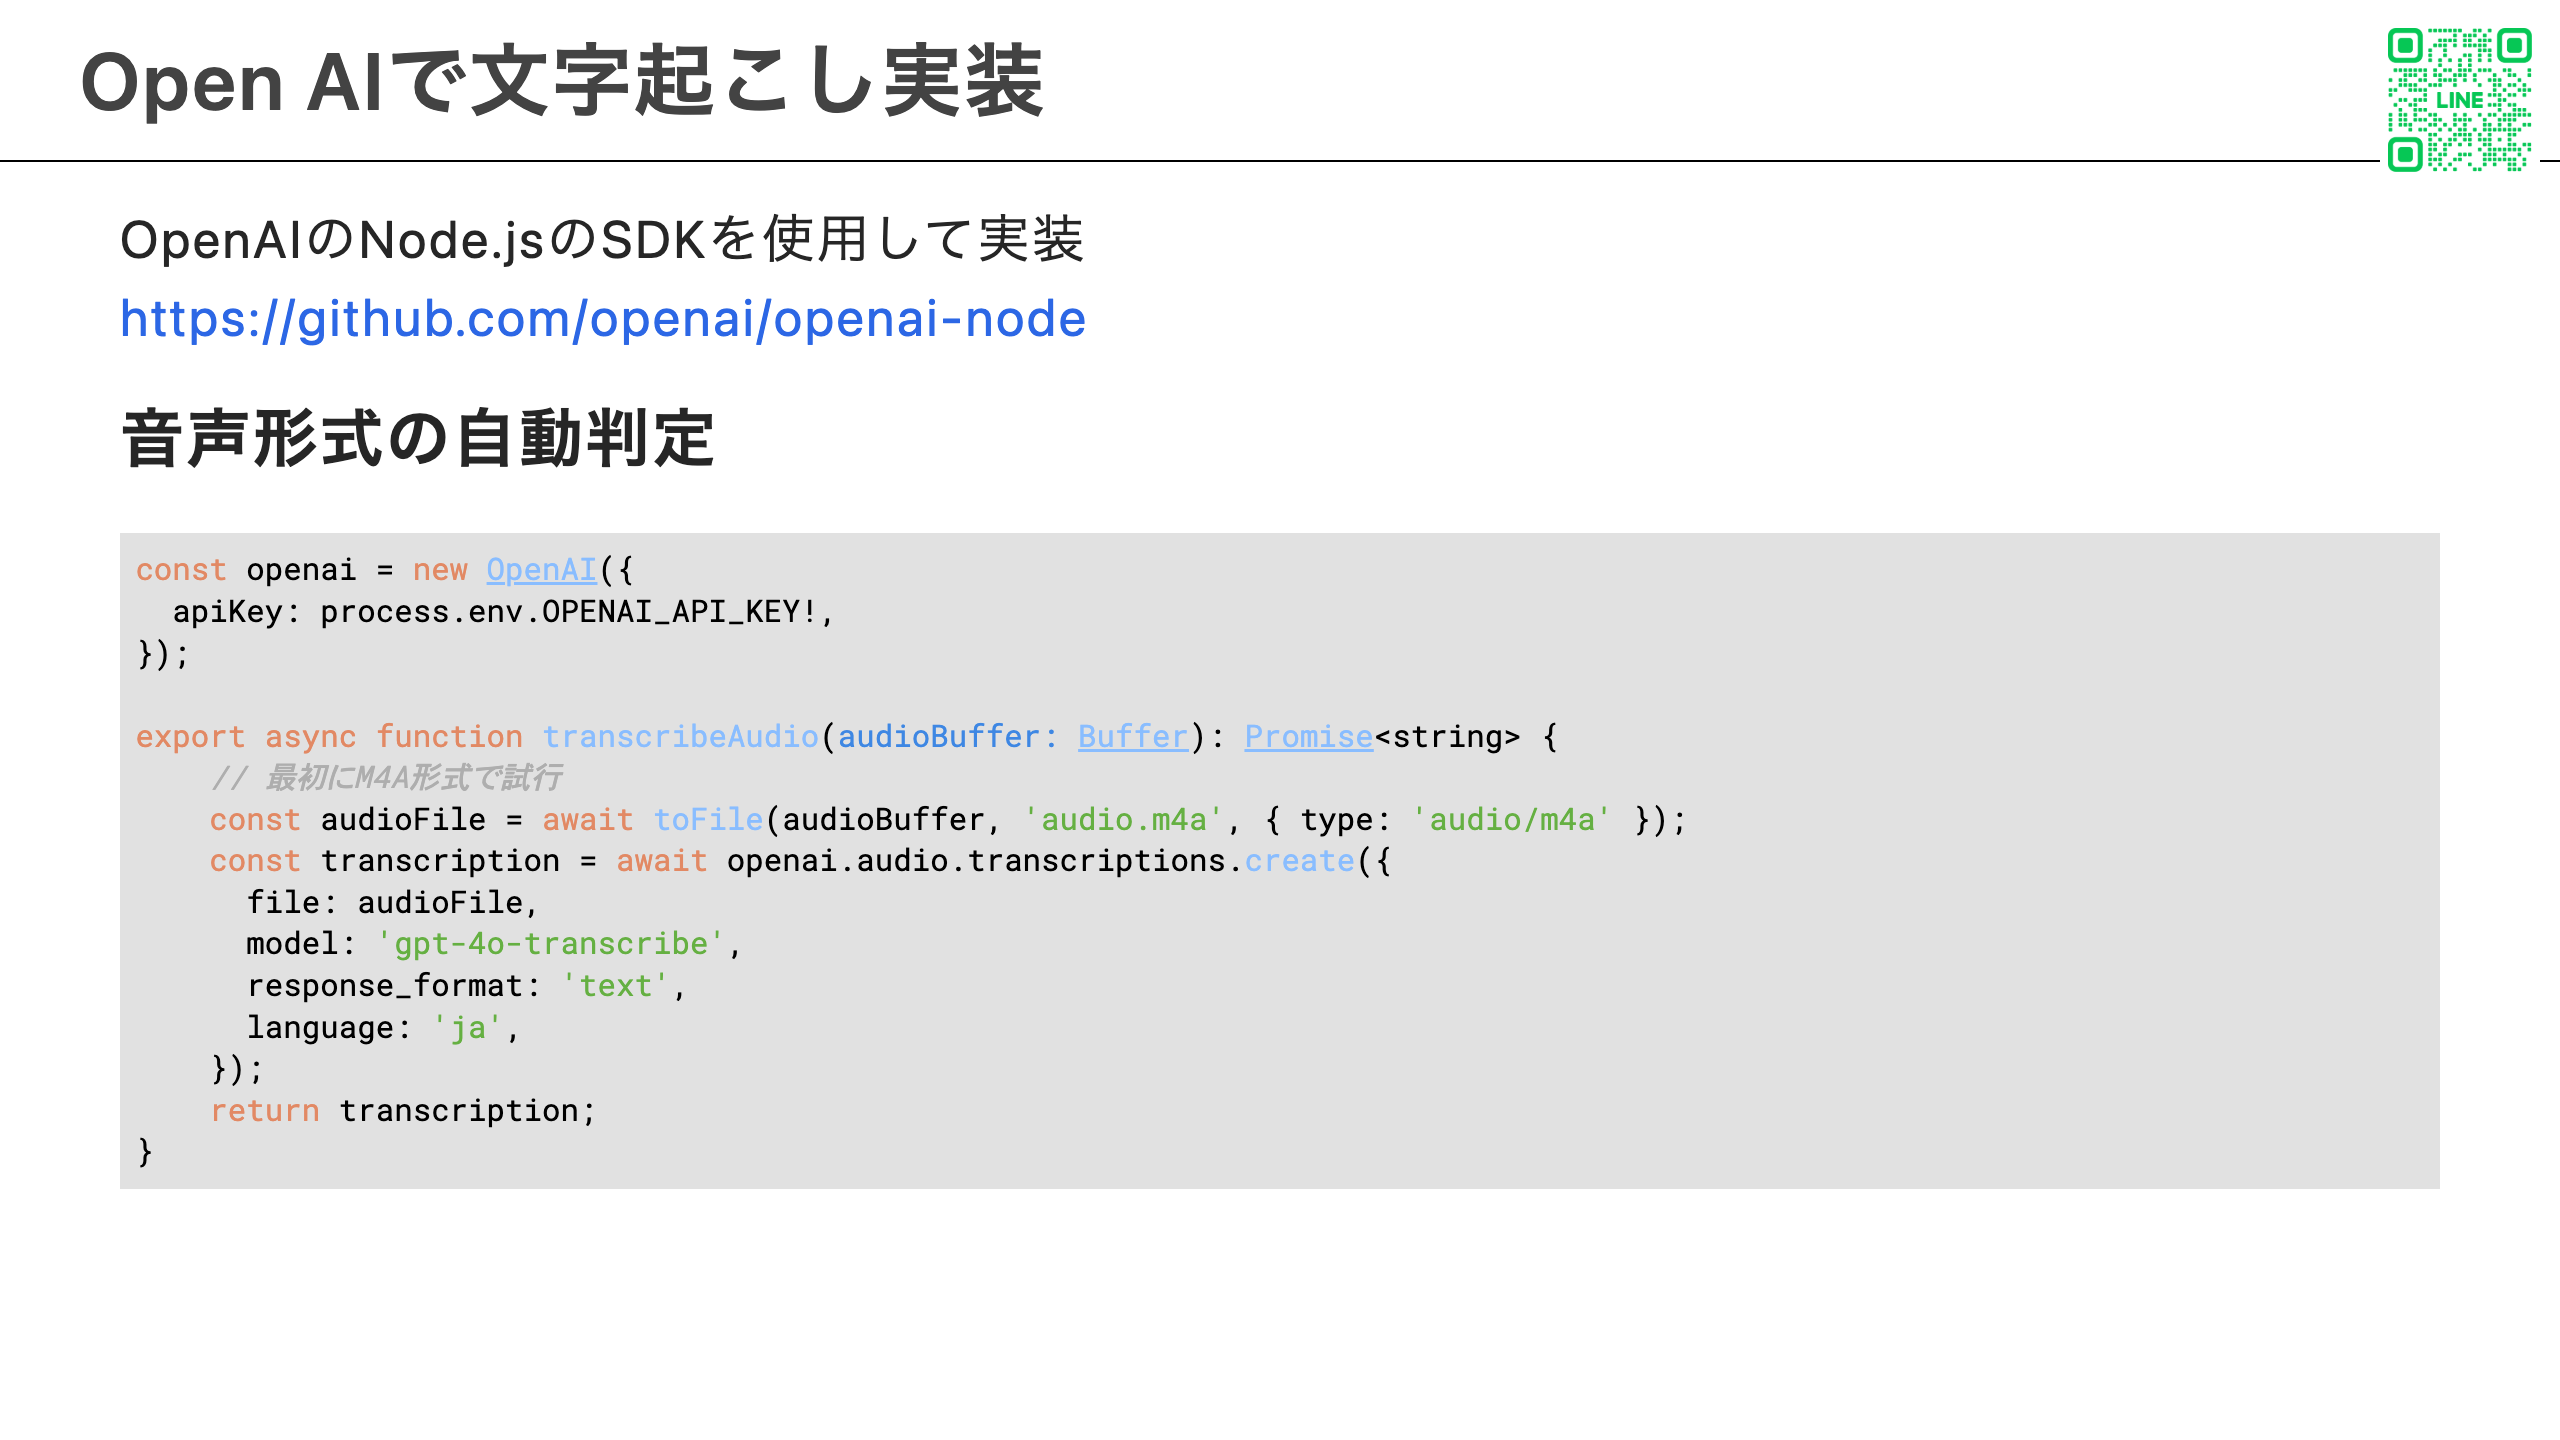 Open AIで文字起こし実装
LINE
OpenAIのNode.jsのSDKを使用して実装
https://github.com/openai/openai-node
音声形式の自動判定
const openai = new OpenAI({
  apiKey: process.env.OPENAI_API_KEY!,
});

export async function transcribeAudio(audioBuffer: Buffer): Promise<string> {
    // 最初にM4A形式で試行
    const audioFile = await toFile(audioBuffer, 'audio.m4a', { type: 'audio/m4a' });
    const transcription = await openai.audio.transcriptions.create({
      file: audioFile,
      model: 'gpt-4o-transcribe',
      response_format: 'text',
      language: 'ja',
    });
    return transcription;
}